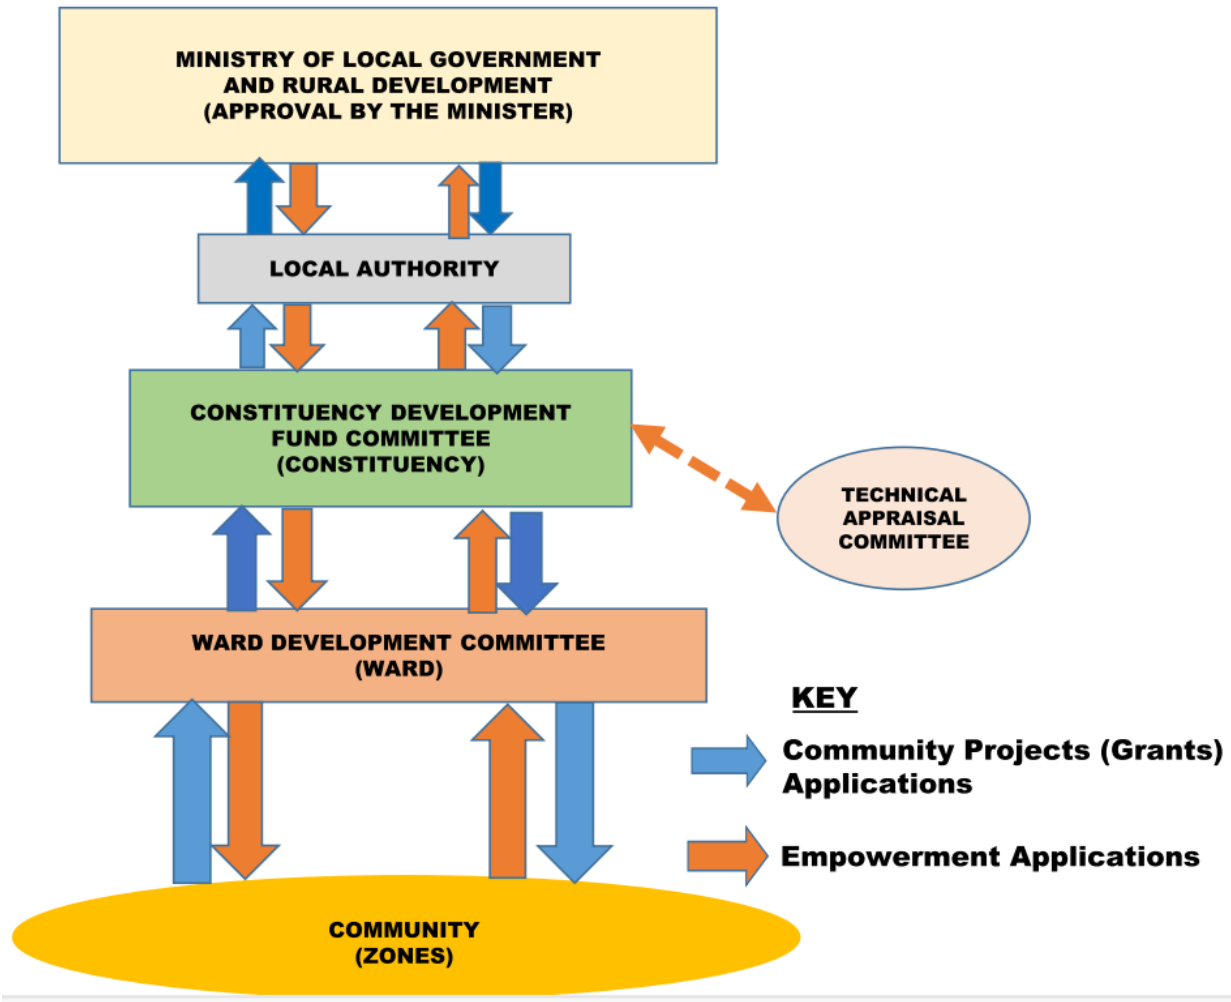 MINISTRY OF LOCAL GOVERNMENT
AND RURAL DEVELOPMENT
(APPROVAL BY THE MINISTER)
LOCAL AUTHORITY
CONSTITUENCY DEVELOPMENT
FUND COMMITTEE
(CONSTITUENCY)
TECHNICAL
APPRAISAL
COMMITTEE
WARD DEVELOPMENT COMMITTEE
(WARD)
KEY
Community Projects (Grants)
Applications
Empowerment Applications
COMMUNITY
(ZONES)